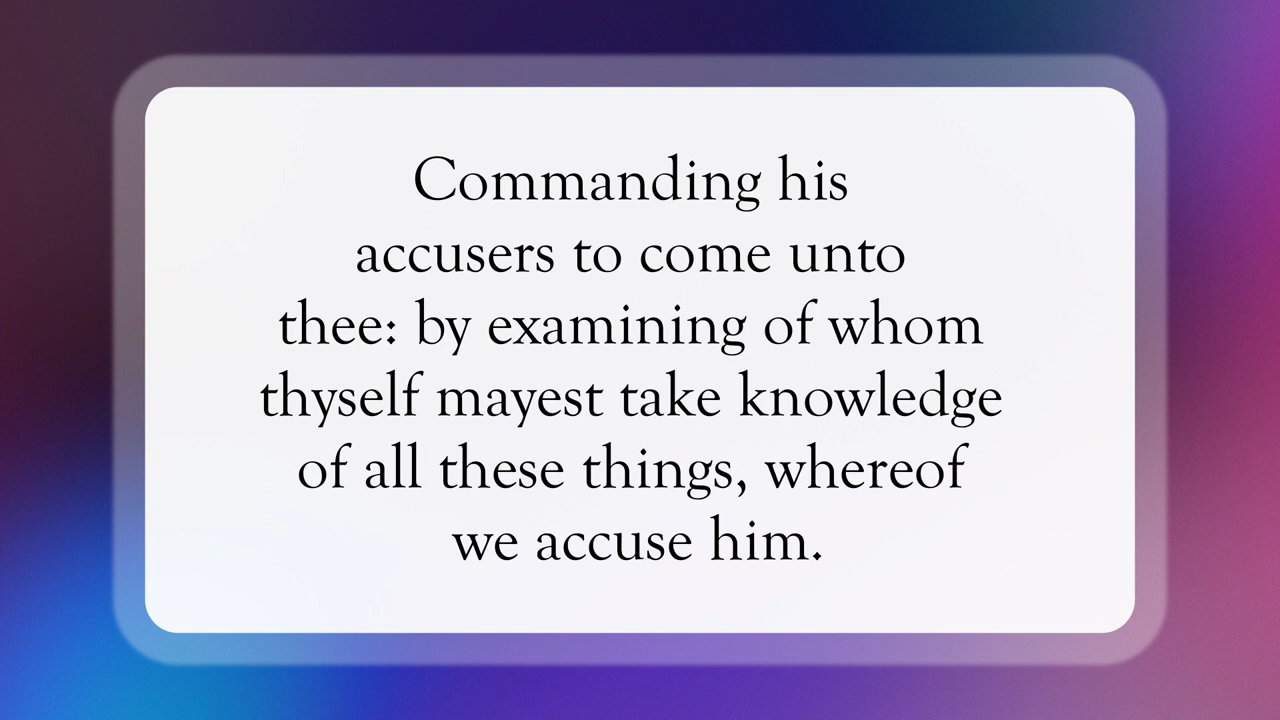 Commanding his
accusers to come unto
thee: by examining of whom
thyself mayest take knowledge
of all these things, whereof
we accuse him.